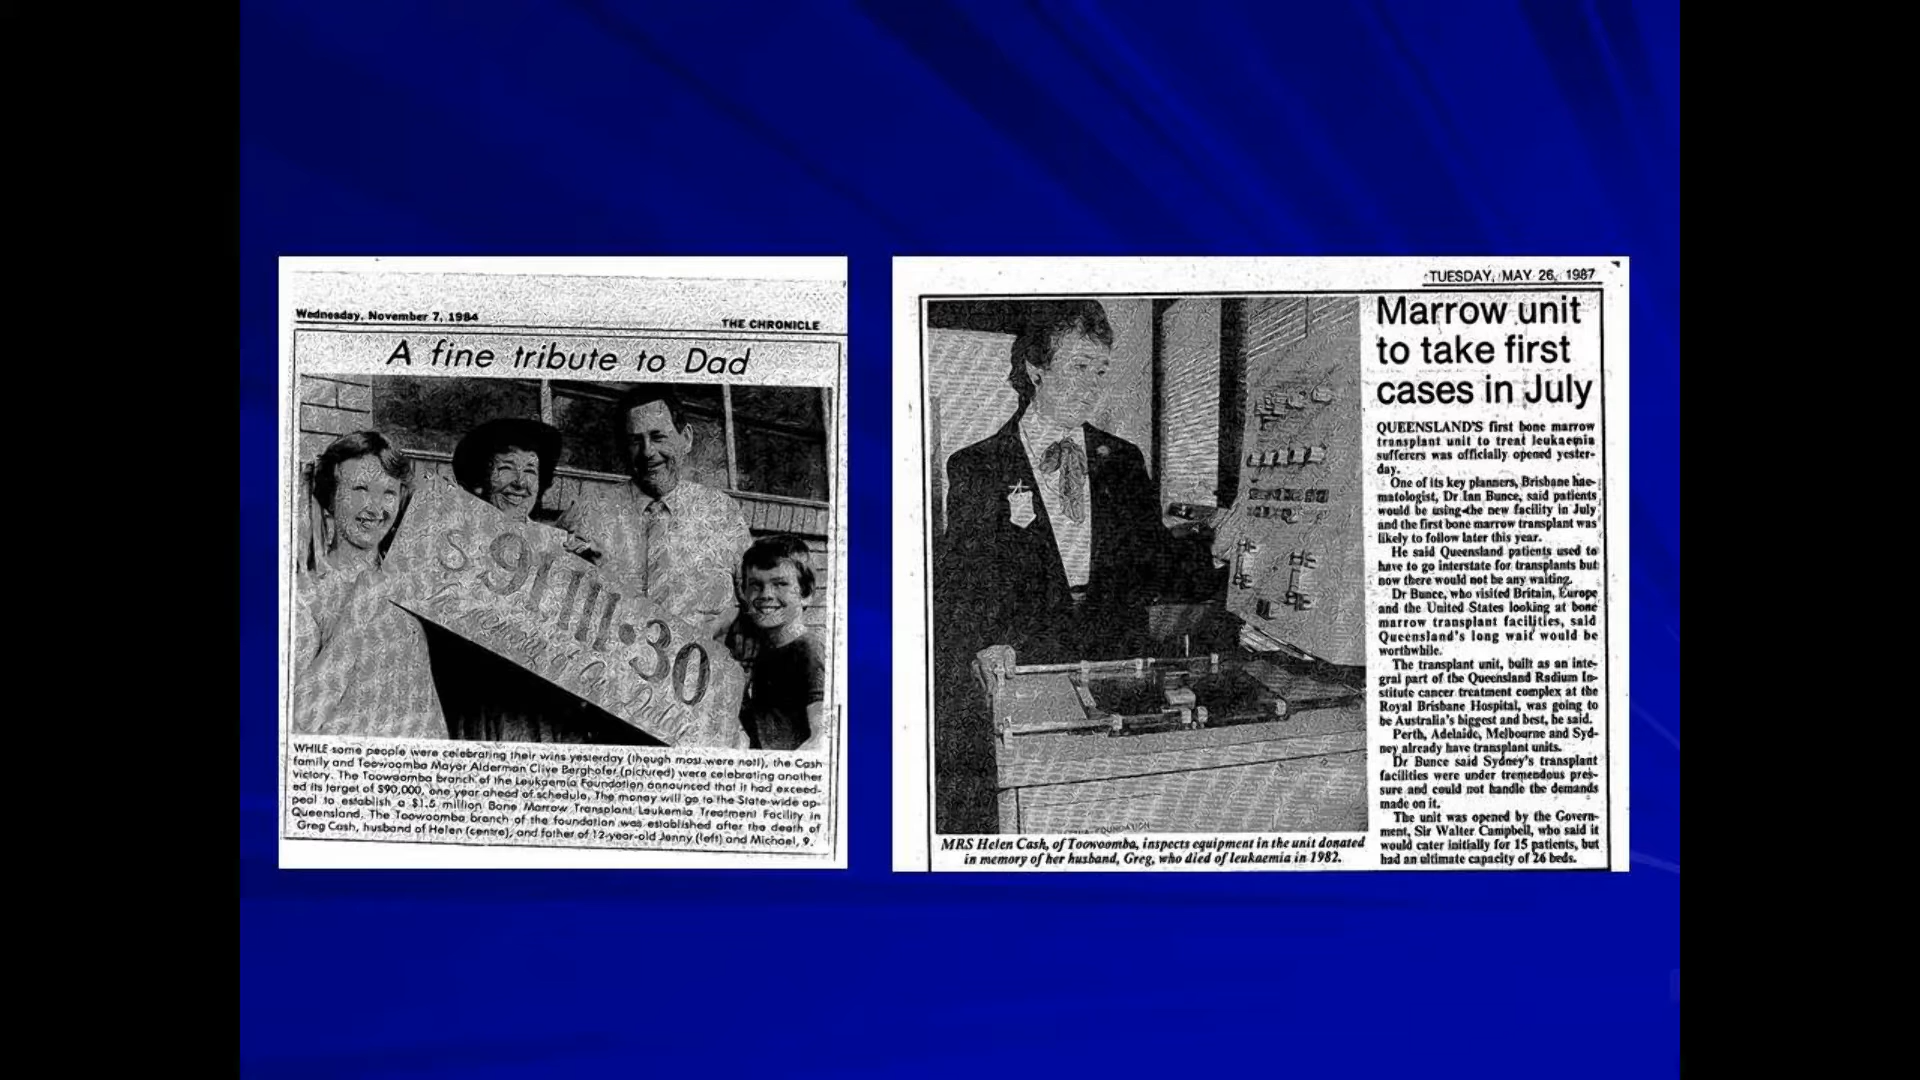 Wednesday, November 7, 1984
THE CHRONICLE
A fine tribute to Dad
$ 91111.30
In memory of Our Daddy
WHILE some people were celebrating their wins yesterday (though most were not!), the Cash
family and Toowoomba Mayor Alderman Clive Berghofer (pictured) were celebrating another
victory. The Toowoomba branch of the Leukaemia Foundation announced that it had exceed-
ed its target of $90,000, one year ahead of schedule. The money will go to the State-wide ap-
peal to establish a $1.5 million Bone Marrow Transplant Leukemia Treatment Facility in
Queensland. The Toowoomba branch of the foundation was established after the death of
Greg Cash, husband of Helen (centre), and father of 12-year-old Jenny (left) and Michael, 9.
TUESDAY, MAY 26, 1987
Marrow unit
to take first
cases in July
QUEENSLAND'S first bone marrow
transplant unit to treat leukaemia
sufferers was officially opened yester-
day.
One of its key planners, Brisbane hae-
matologist, Dr Ian Bunce, said patients
would be using the new facility in July
and the first bone marrow transplant was
likely to follow later this year.
He said Queensland patients used to
have to go interstate for transplants but
now there would not be any waiting.
Dr Bunce, who visited Britain, Europe
and the United States looking at bone
marrow transplant facilities, said
Queensland's long wait would be
worthwhile.
The transplant unit, built as an inte-
gral part of the Queensland Radium In-
stitute cancer treatment complex at the
Royal Brisbane Hospital, was going to
be Australia's biggest and best, he said.
Perth, Adelaide, Melbourne and Syd-
ney already have transplant units.
Dr Bunce said Sydney's transplant
facilities were under tremendous pres-
sure and could not handle the demands
made on it.
The unit was opened by the Govern-
ment, Sir Walter Campbell, who said it
would cater initially for 15 patients, but
had an ultimate capacity of 26 beds.
FOUNDATION
MRS Helen Cash, of Toowoomba, inspects equipment in the unit donated
in memory of her husband, Greg, who died of leukaemia in 1982.